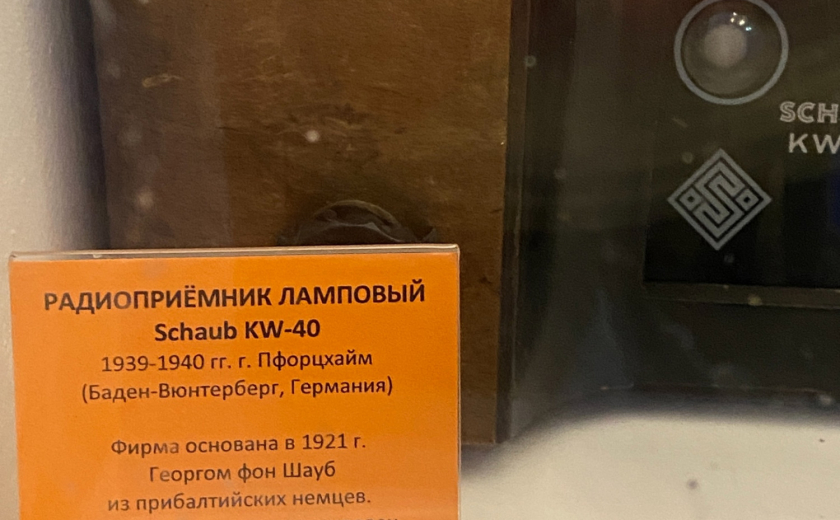 SCH
KW
РАДИОПРИЁМНИК ЛАМПОВЫЙ
Schaub KW-40
1939-1940 гг. г. Пфорцхайм
(Баден-Вюнтерберг, Германия)
Фирма основана в 1921 г.
Георгом фон Шауб
из прибалтийских немцев.